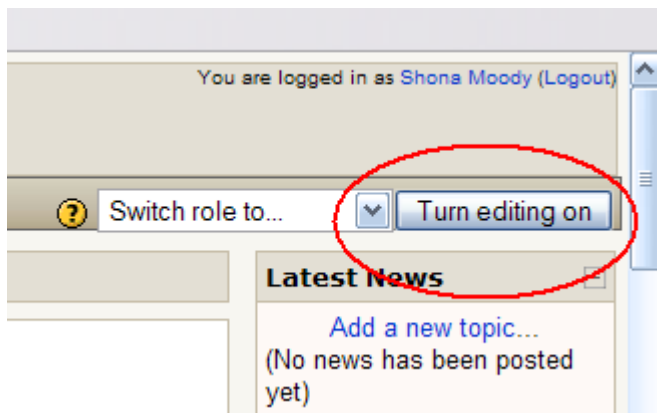 You are logged in as Shona Moody (Logout)
? Switch role to... Turn editing on
Latest News
Add a new topic...
(No news has been posted
yet)